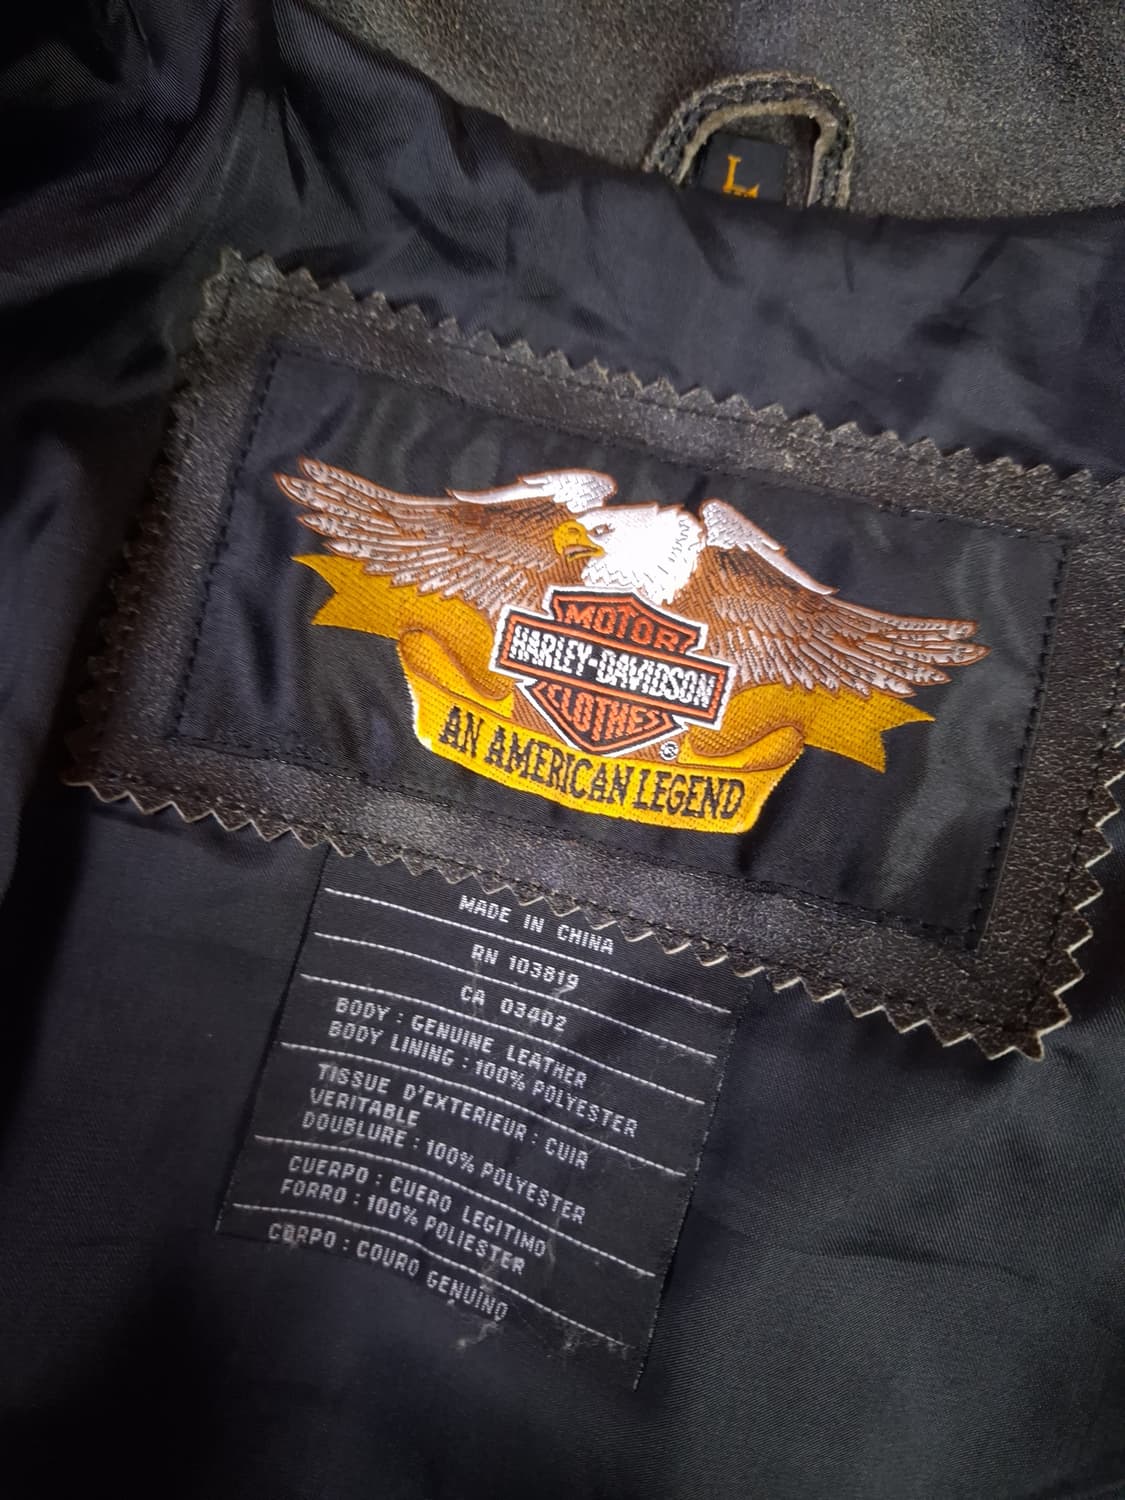 L
MOTOR
HARLEY-DAVIDSON
CLOTHES
®
AN AMERICAN LEGEND
MADE IN CHINA
RN 103819
CA 03402
BODY : GENUINE LEATHER
BODY LINING : 100% POLYESTER
TISSUE D'EXTERIEUR : CUIR
VERITABLE
DOUBLURE : 100% POLYESTER
CUERPO : CUERO LEGITIMO
FORRO : 100% POLIESTER
CORPO : COURO GENUINO